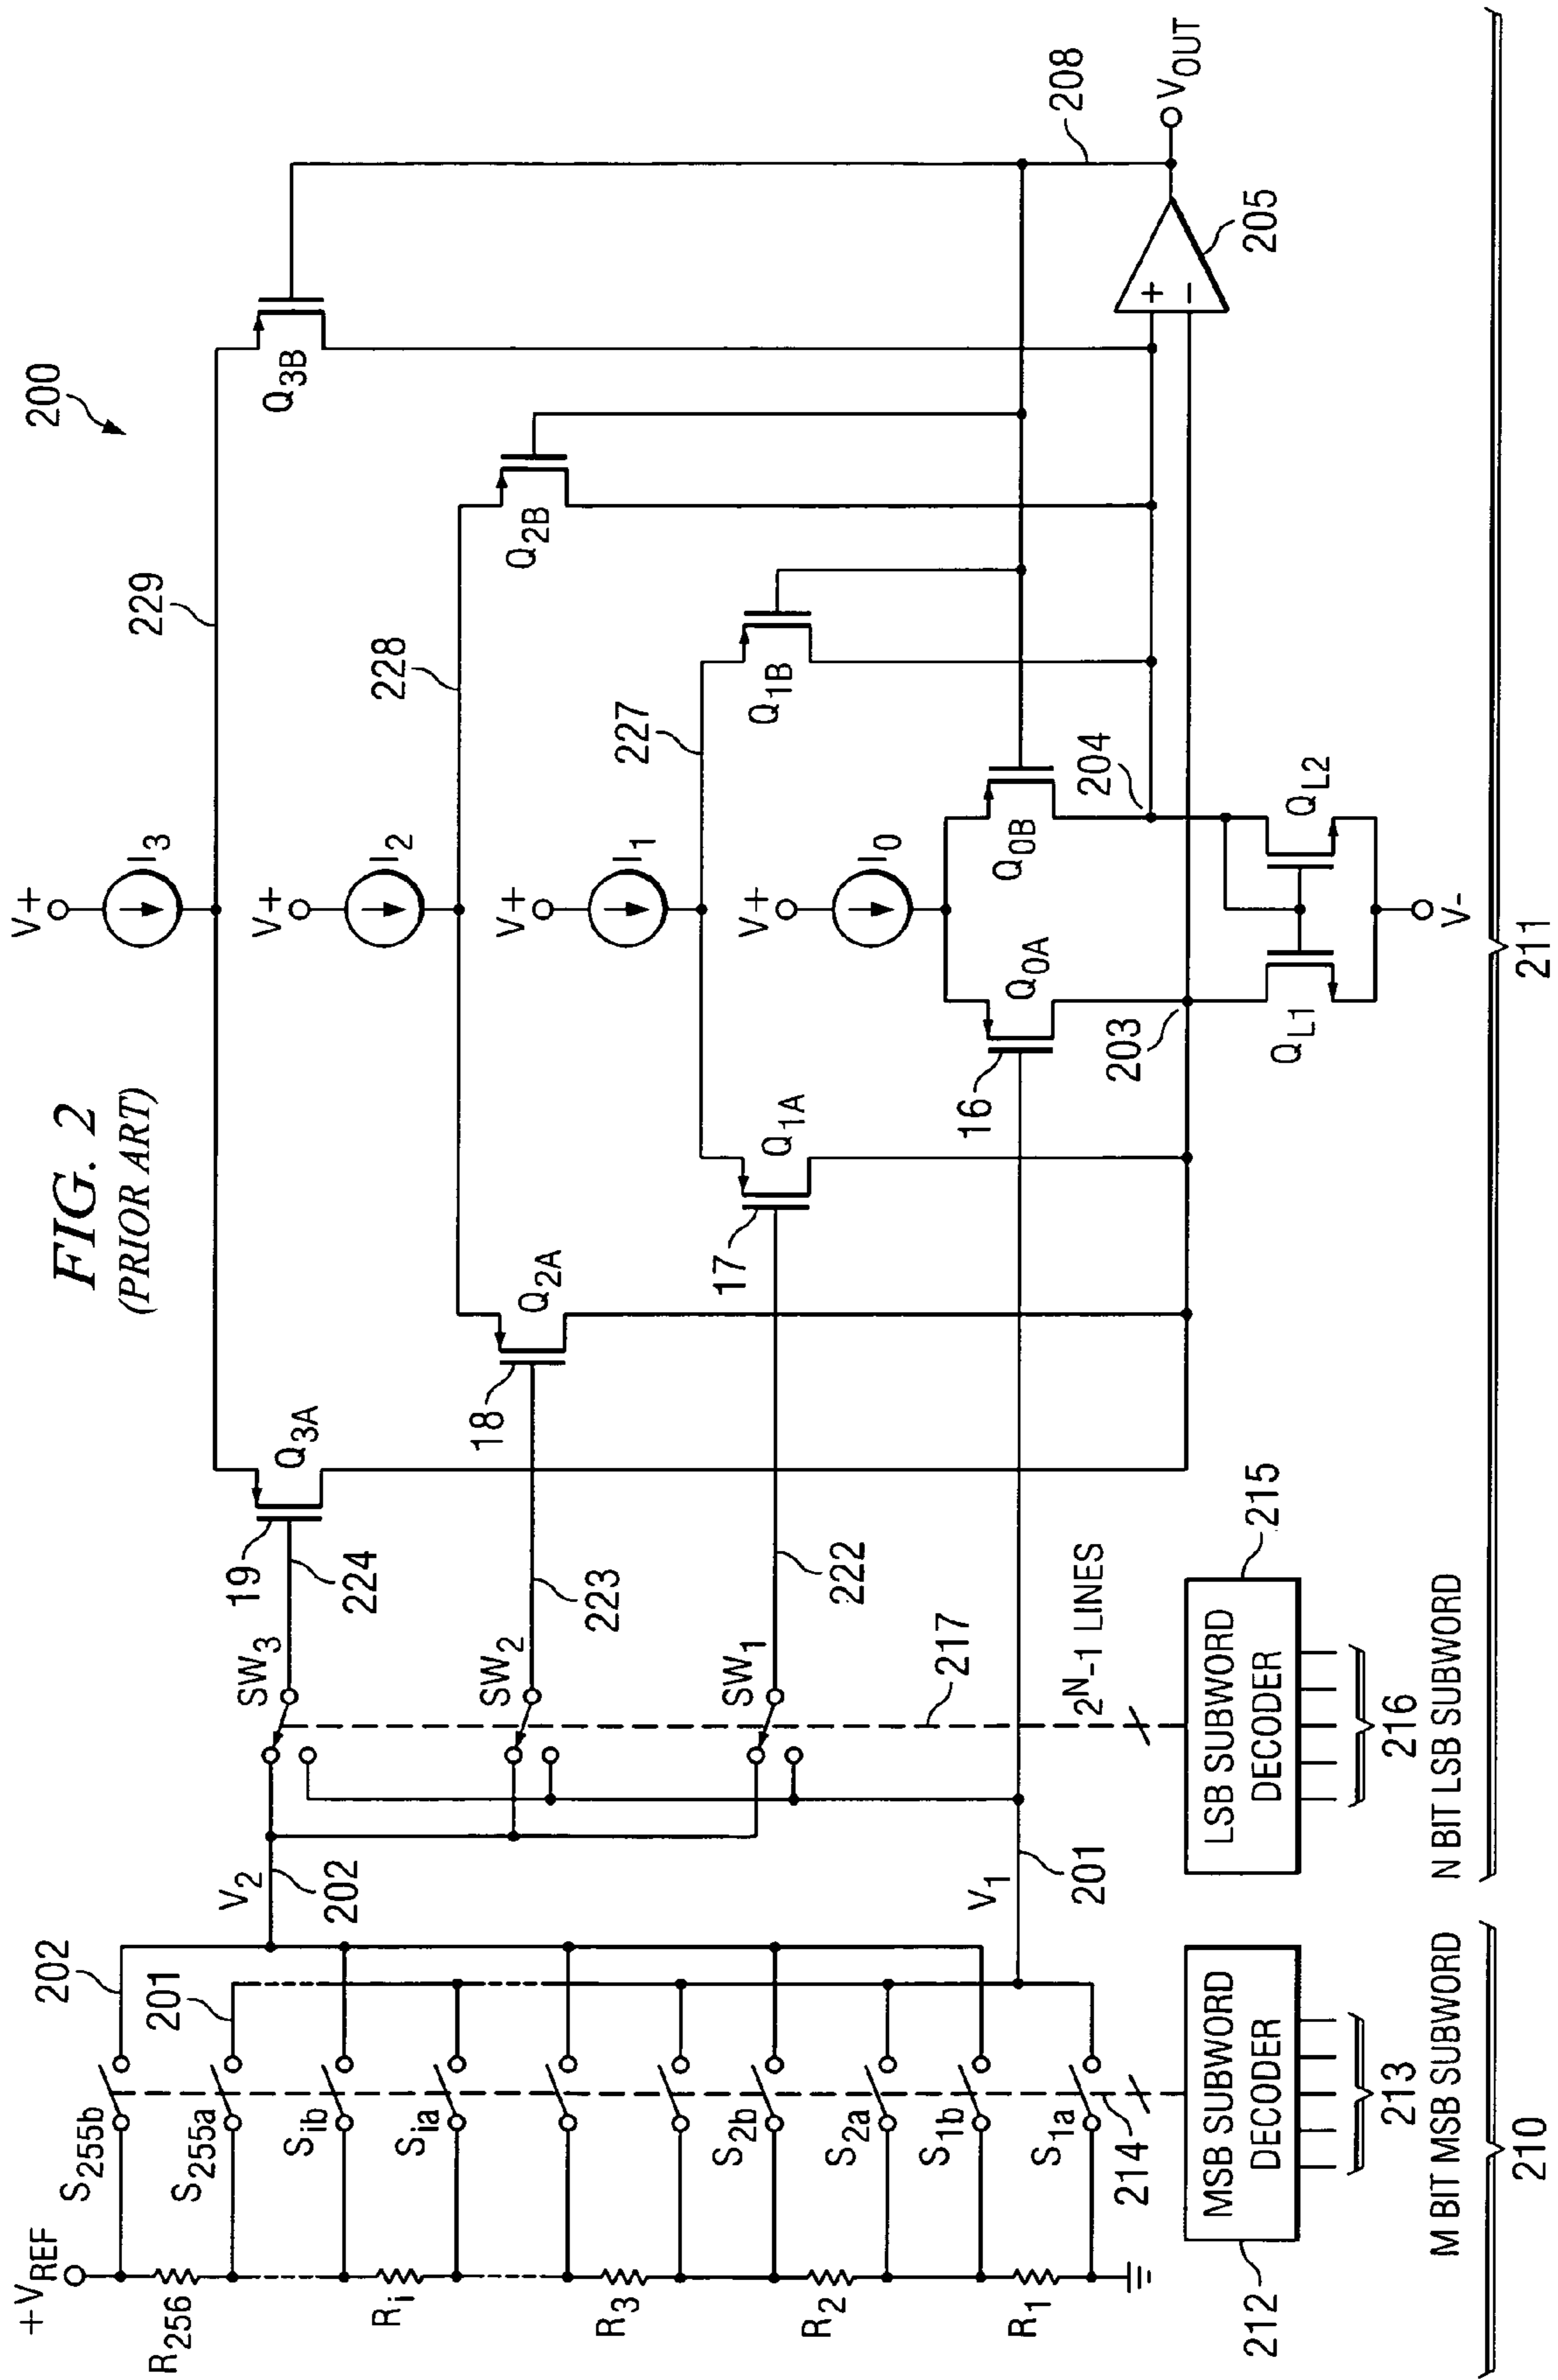 FIG. 2
(PRIOR ART)
200
+VREF
R256
Ri
R3
R2
R1
S255b
S255a
Sib
Sia
S2b
S2a
S1b
S1a
202
201
V2
202
V1
201
214
MSB SUBWORD
DECODER
212
213
M BIT MSB SUBWORD
210
SW3
SW2
SW1
217
2N-1 LINES
LSB SUBWORD
DECODER
215
216
N BIT LSB SUBWORD
211
19
224
18
223
17
222
16
Q3A
Q2A
Q1A
Q0A
V+
I3
V+
I2
V+
I1
V+
I0
229
228
227
Q3B
Q2B
Q1B
Q0B
203
204
QL1
QL2
V-
+
-
205
208
VOUT